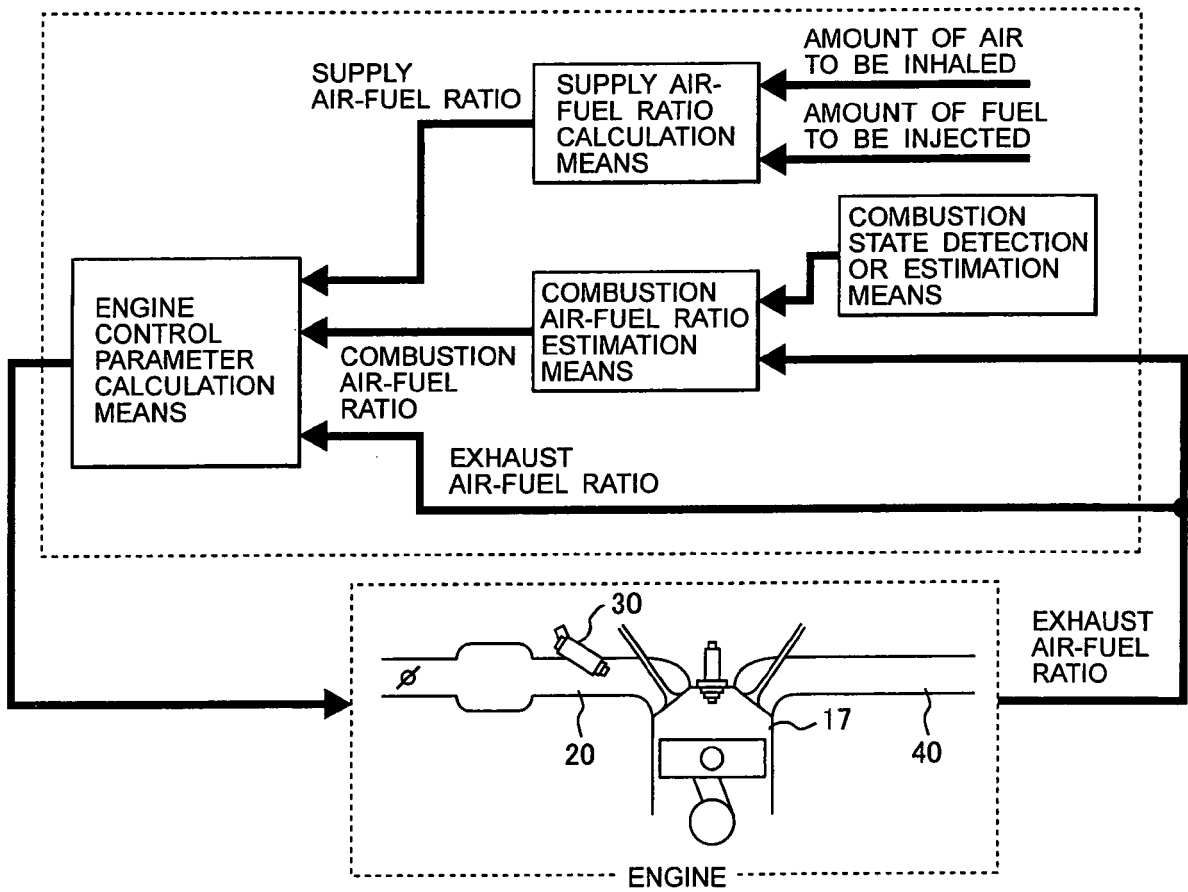 AMOUNT OF AIR
TO BE INHALED
SUPPLY
AIR-FUEL RATIO
SUPPLY AIR-
FUEL RATIO
CALCULATION
MEANS
AMOUNT OF FUEL
TO BE INJECTED
COMBUSTION
STATE DETECTION
OR ESTIMATION
MEANS
ENGINE
CONTROL
PARAMETER
CALCULATION
MEANS
COMBUSTION
AIR-FUEL RATIO
ESTIMATION
MEANS
COMBUSTION
AIR-FUEL
RATIO
EXHAUST
AIR-FUEL RATIO
30
EXHAUST
AIR-FUEL
RATIO
17
20
40
ENGINE